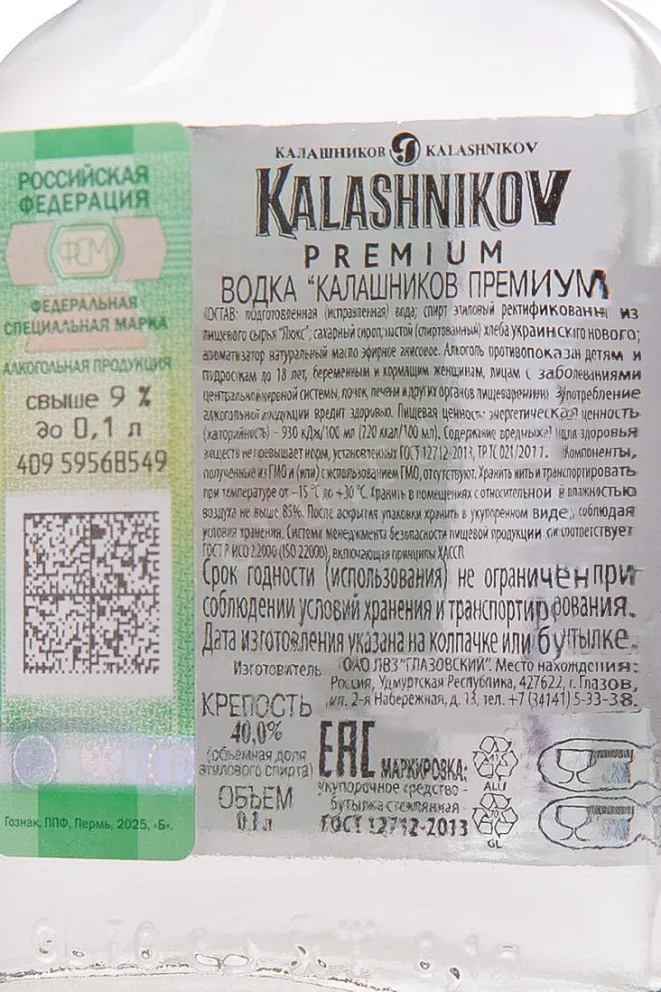 РОССИЙСКАЯ
ФЕДЕРАЦИЯ
ФСМ
ФЕДЕРАЛЬНАЯ
СПЕЦИАЛЬНАЯ МАРКА
АЛКОГОЛЬНАЯ ПРОДУКЦИЯ
свыше 9 %
до 0,1 л
409 59568549
Гознак, ППФ, Пермь, 2025, «Б».
КАЛАШНИКОВ KALASHNIKOV
KALASHNIKOV
PREMIUM
ВОДКА "КАЛАШНИКОВ ПРЕМИУМ
СОСТАВ: подготовленная (исправленная) вода; спирт этиловый ректификованный из
пищевого сырья "Люкс"; сахарный сироп; настой (спиртованный) хлеба украинского нового;
ароматизатор натуральный масло эфирное анисовое. Алкоголь противопоказан детям и
подросткам до 18 лет, беременным и кормящим женщинам, лицам с заболеваниями
центральной нервной системы, почек, печени и других органов пищеварения. Употребление
алкогольной продукции вредит здоровью. Пищевая ценность: энергетическая ценность
(калорийность) – 930 кДж/100 мл (220 ккал/100 мл). Содержание вредных для здоровья
веществ не превышает норм, установленных ГОСТ 12712-2013, ТР ТС 021/2011. Компоненты,
полученные из ГМО и (или) с использованием ГМО, отсутствуют. Хранить и транспортировать
при температуре от –15 °С до +30 °С. Хранить в помещениях с относительной влажностью
воздуха не выше 85%. После вскрытия упаковки хранить в укупоренном виде, соблюдая
условия хранения. Система менеджмента безопасности пищевой продукции соответствует
ГОСТ Р ИСО 22000 (ISO 22000), включающая принципы ХАССП.
Срок годности (использования) не ограничен при
соблюдении условий хранения и транспортирования.
Дата изготовления указана на колпачке или бутылке.
Изготовитель ОАО ЛВЗ "ГЛАЗОВСКИЙ". Место нахождения:
Россия, Удмуртская Республика, 427622, г. Глазов,
ул. 2-я Набережная, д. 13, тел. +7 (34141) 5-33-38.
КРЕПОСТЬ
40,0%
(объемная доля
этилового спирта)
ОБЪЕМ
0,1 л
ЕАС МАРКИРОВКА:
укупорочное средство -
бутылка стеклянная
ГОСТ 12712-2013
41
ALU
70
GL